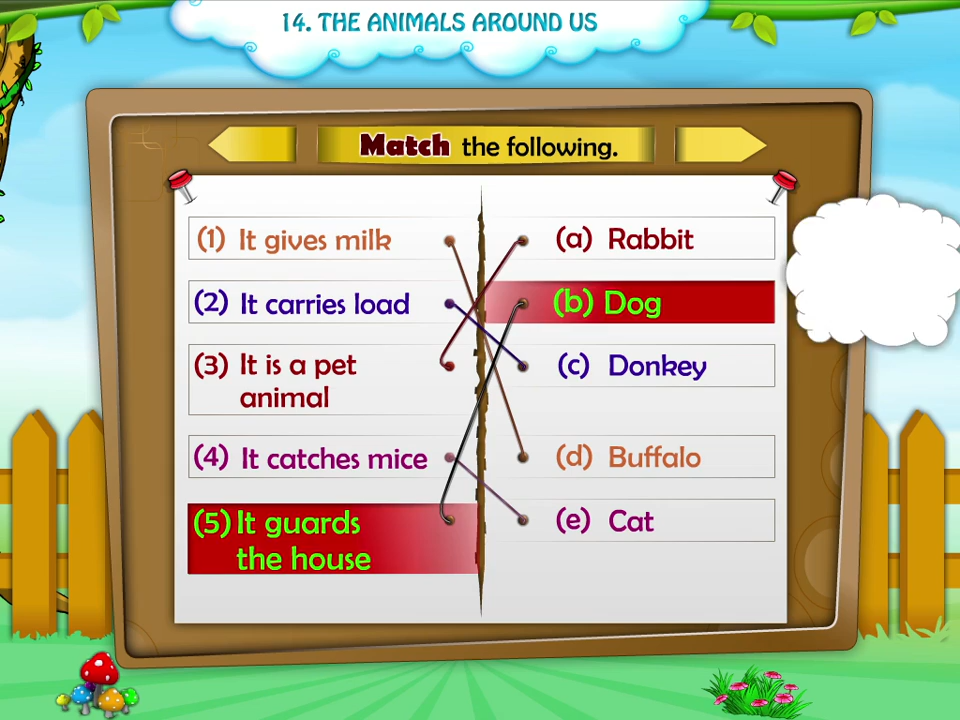 14. THE ANIMALS AROUND US
Match the following.
(1) It gives milk
(a) Rabbit
(2) It carries load
(b) Dog
(3) It is a pet
animal
(c) Donkey
(4) It catches mice
(d) Buffalo
(5) It guards
the house
(e) Cat